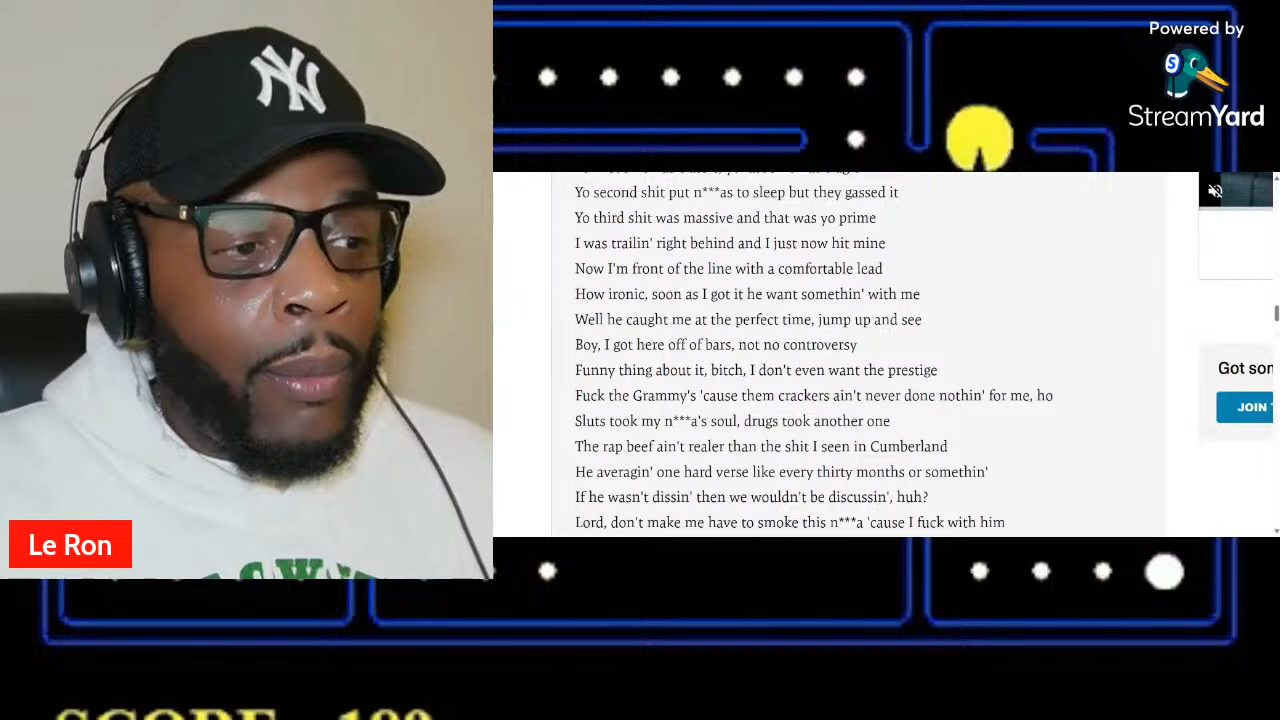 NY
Powered by
S
StreamYard
Yo second shit put n***as to sleep but they gassed it
Yo third shit was massive and that was yo prime
I was trailin' right behind and I just now hit mine
Now I'm front of the line with a comfortable lead
How ironic, soon as I got it he want somethin' with me
Well he caught me at the perfect time, jump up and see
Boy, I got here off of bars, not no controversy
Funny thing about it, bitch, I don't even want the prestige
Fuck the Grammy's 'cause them crackers ain't never done nothin' for me, ho
Sluts took my n***a's soul, drugs took another one
The rap beef ain't realer than the shit I seen in Cumberland
He averagin' one hard verse like every thirty months or somethin'
If he wasn't dissin' then we wouldn't be discussin', huh?
Lord, don't make me have to smoke this n***a 'cause I fuck with him
Got som
JOIN
Le Ron
SCORE